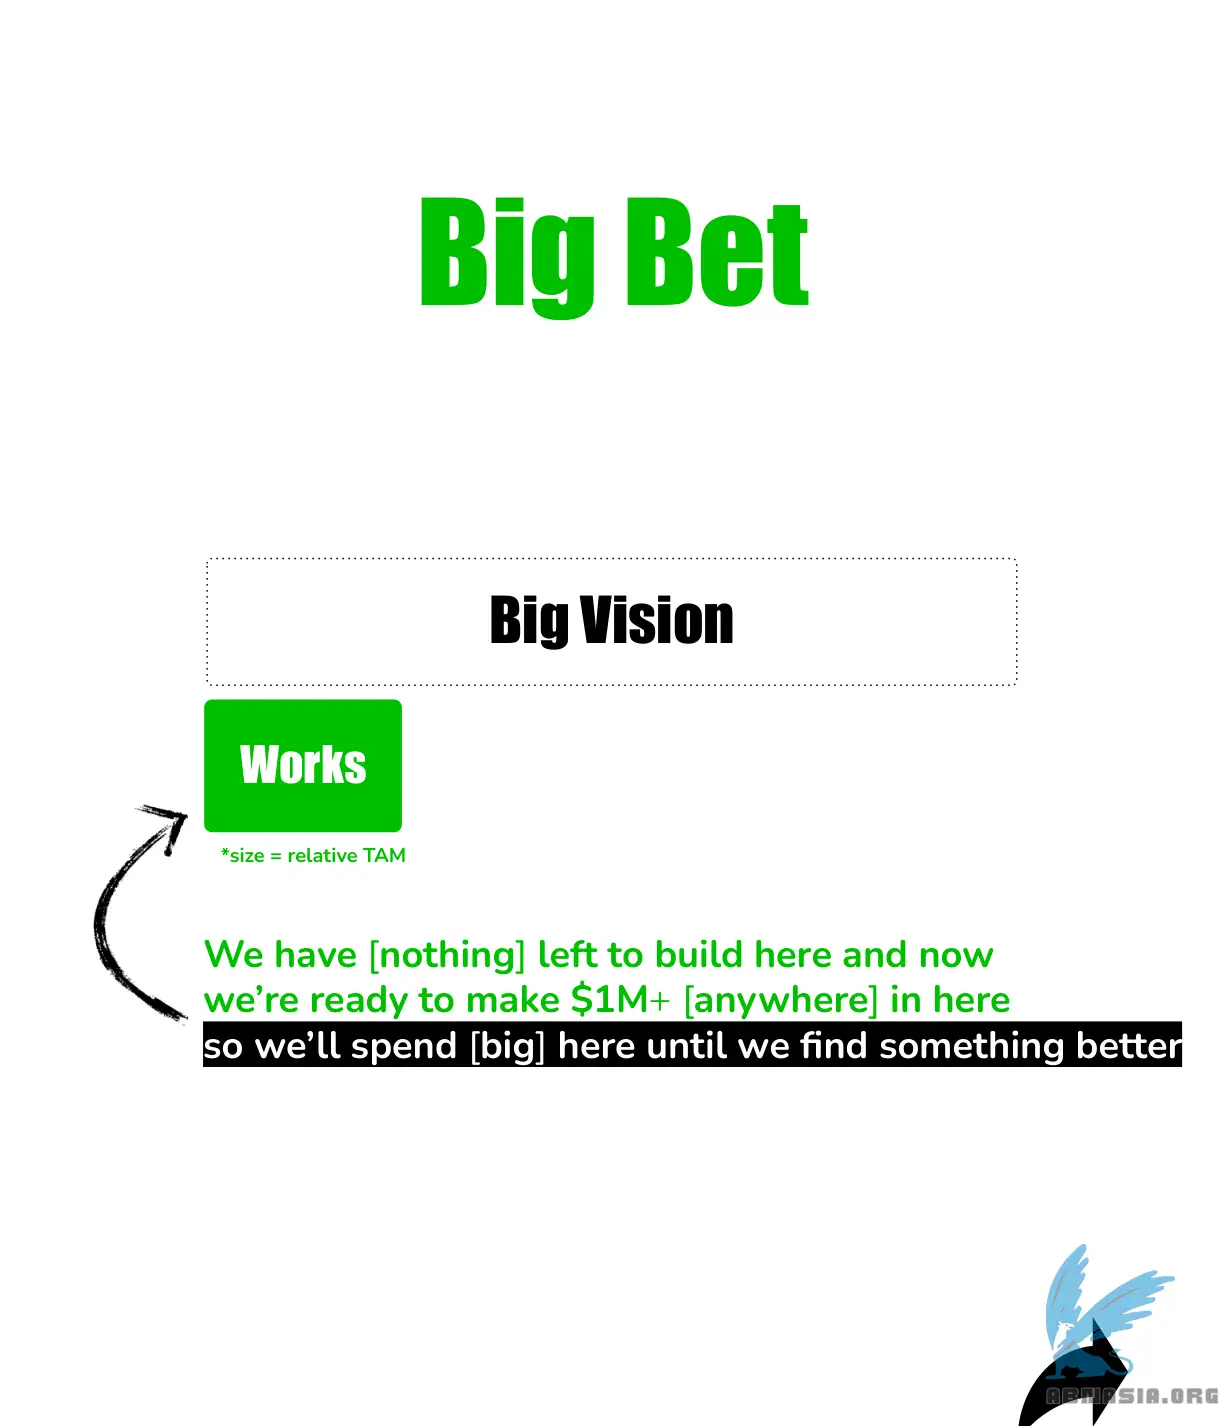 Big Bet
Big Vision
Works
*size = relative TAM
We have [nothing] left to build here and now
we’re ready to make $1M+ [anywhere] in here
so we’ll spend [big] here until we find something better
ABMASIA.ORG